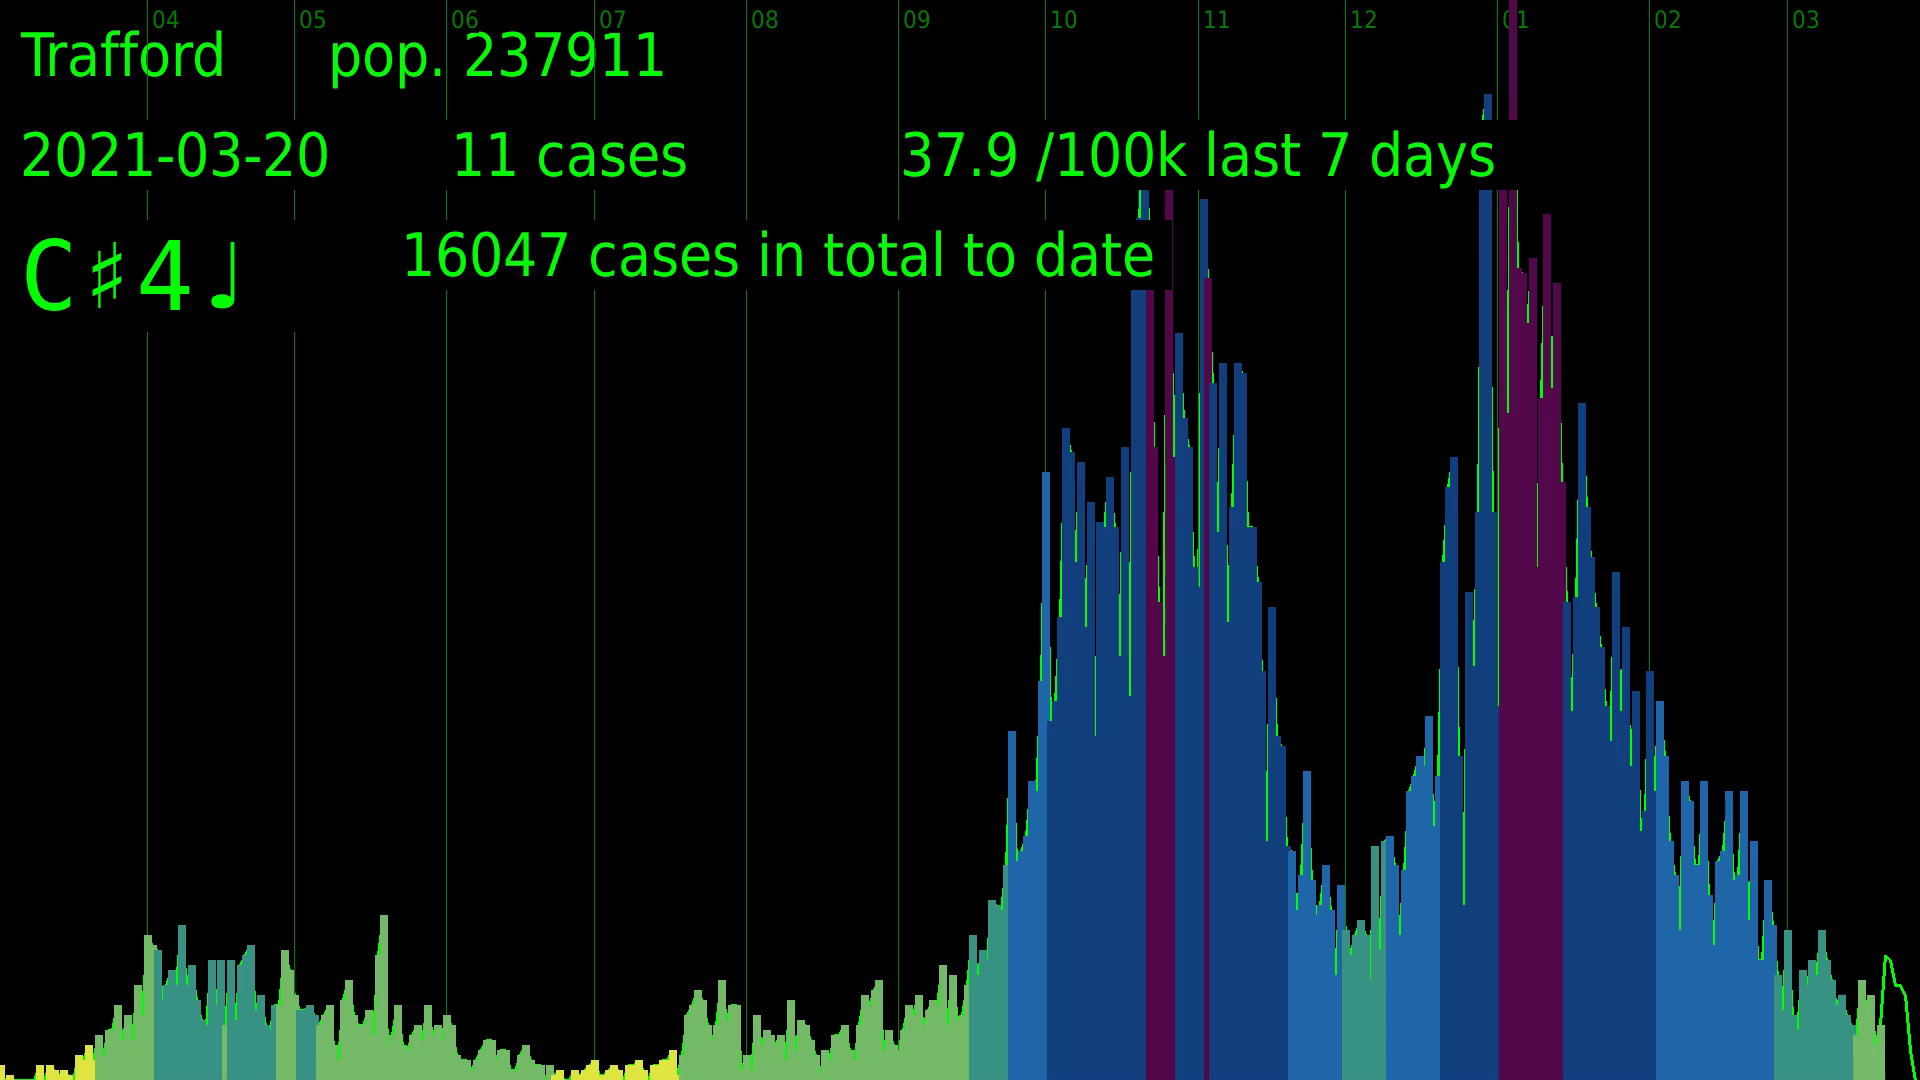 04 05 06 07 08 09 10 11 12 01 02 03
Trafford pop. 237911
2021-03-20 11 cases 37.9 /100k last 7 days
C♯4♩ 16047 cases in total to date